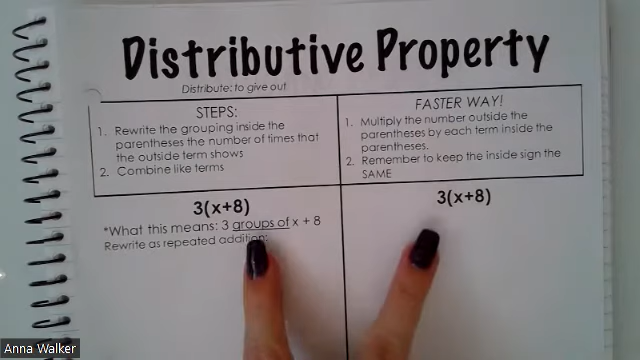 Distributive Property
Distribute: to give out
STEPS:
1. Rewrite the grouping inside the
parentheses the number of times that
the outside term shows
2. Combine like terms
FASTER WAY!
1. Multiply the number outside the
parentheses by each term inside the
parentheses.
2. Remember to keep the inside sign the
SAME
3(x+8)
*What this means: 3 groups of x + 8
Rewrite as repeated addition:
3(x+8)
Anna Walker